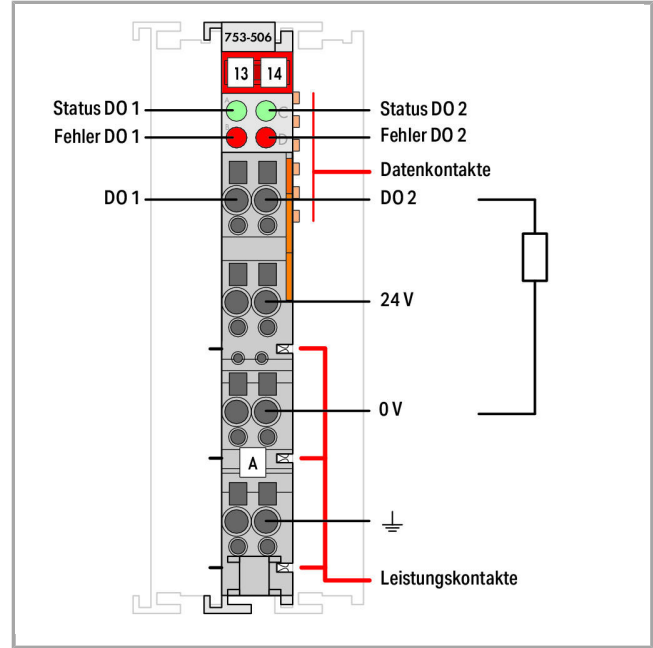 753-506
13 14
A C
Status DO 1 Status DO 2
Fehler DO 1 Fehler DO 2
D
Datenkontakte
DO 1 DO 2
24 V
0 V
A
Leistungskontakte